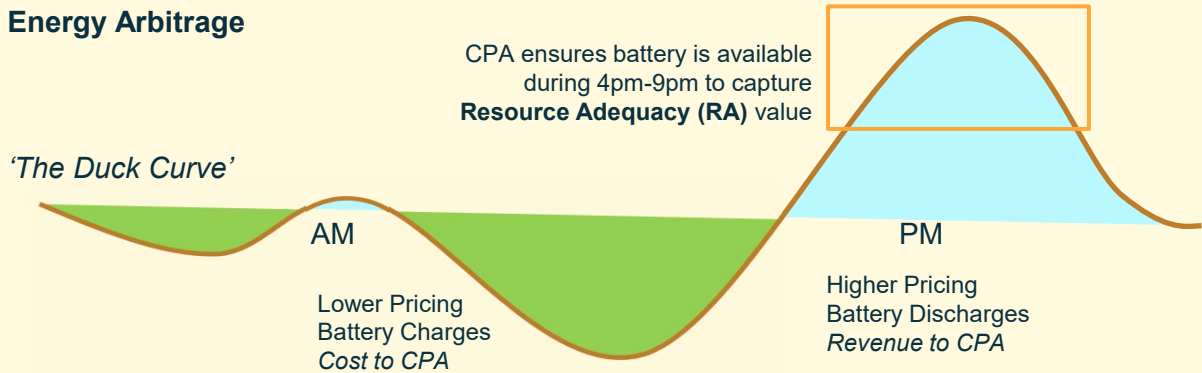 Energy Arbitrage
CPA ensures battery is available
during 4pm-9pm to capture
Resource Adequacy (RA) value
‘The Duck Curve’
AM
PM
Lower Pricing
Battery Charges
Cost to CPA
Higher Pricing
Battery Discharges
Revenue to CPA